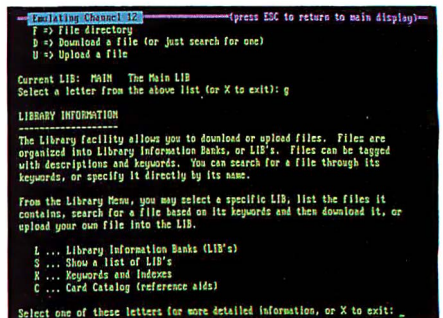 Emulating Channel 12 (press ESC to return to main display)
F => File directory
D => Download a file (or just search for one)
U => Upload a file
Current LIB: MAIN The Main LIB
Select a letter from the above list (or X to exit): g
LIBRARY INFORMATION
-------------------
The Library facility allows you to download or upload files. Files are
organized into Library Information Banks, or LIB's. Files can be tagged
with descriptions and keywords. You can search for a file through its
keywords, or specify it directly by its name.
From the Library Menu, you may select a specific LIB, list the files it
contains, search for a file based on its keywords and then download it, or
upload your own file into the LIB.
L ... Library Information Banks (LIB's)
S ... Show a list of LIB's
K ... Keywords and Indexes
C ... Card Catalog (reference aids)
Select one of these letters for more detailed information, or X to exit: _